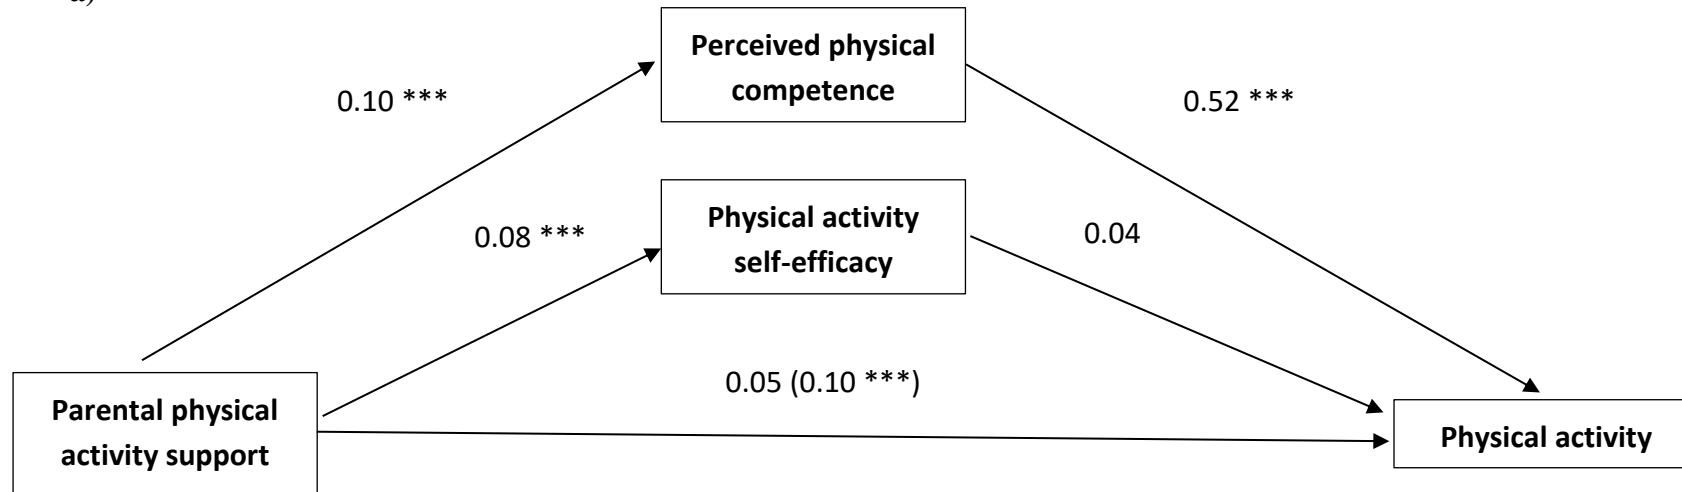 a)
Perceived physical
competence
0.10 ***
0.52 ***
Physical activity
self-efficacy
0.08 ***
0.04
0.05 (0.10 ***)
Parental physical
activity support
Physical activity